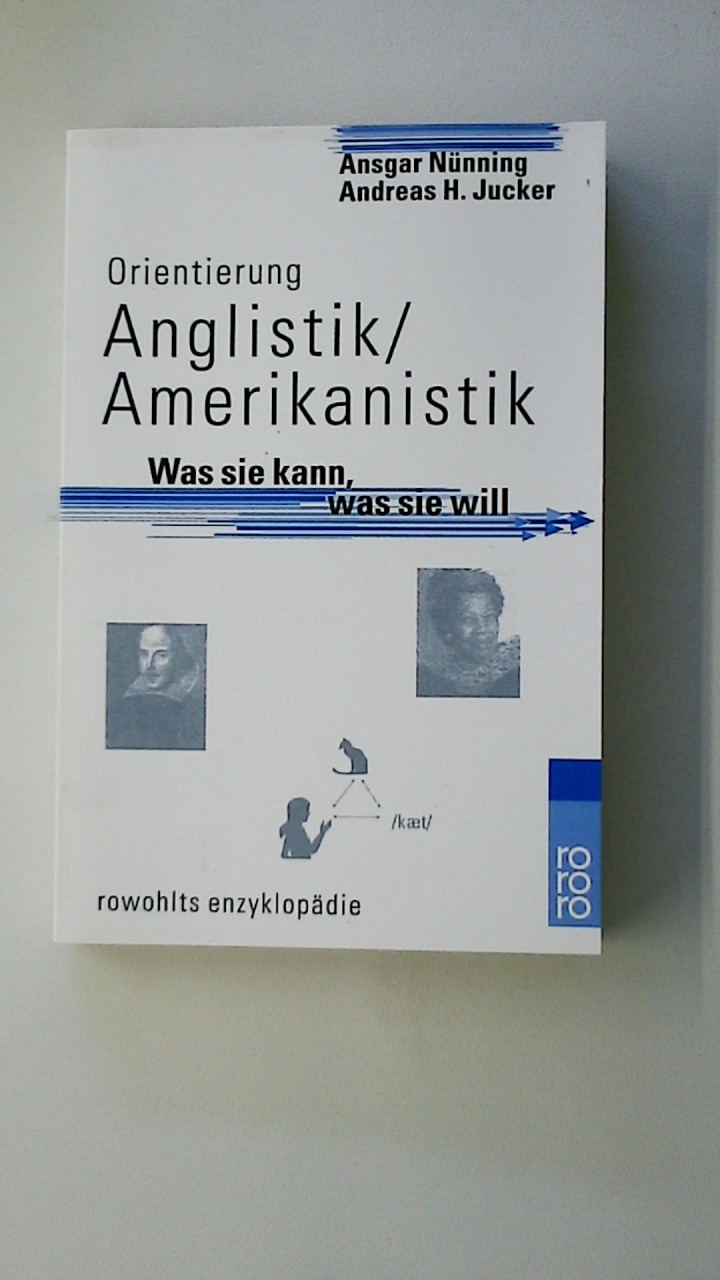 Ansgar Nünning
Andreas H. Jucker
Orientierung
Anglistik/
Amerikanistik
Was sie kann,
was sie will
/kæt/
rowohlts enzyklopädie
ro
ro
ro